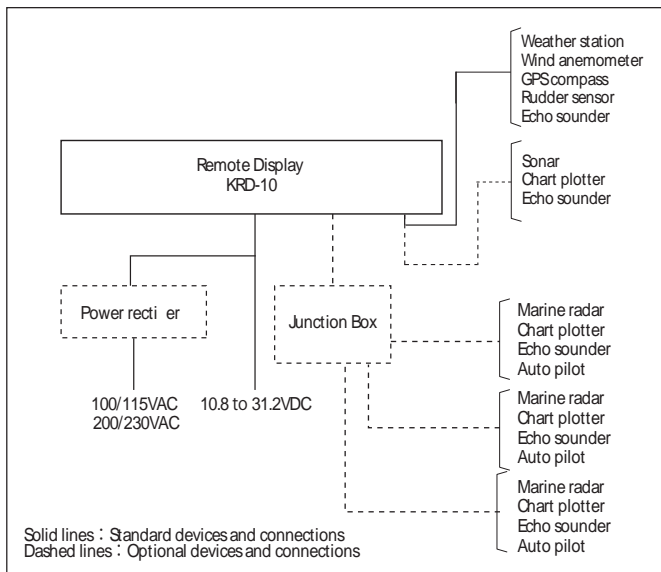 Weather station
Wind anemometer
GPS compass
Rudder sensor
Echo sounder
Remote Display
KRD-10
Sonar
Chart plotter
Echo sounder
Power recti er
Junction Box
Marine radar
Chart plotter
Echo sounder
Auto pilot
100/115VAC
200/230VAC
10.8 to 31.2VDC
Marine radar
Chart plotter
Echo sounder
Auto pilot
Marine radar
Chart plotter
Echo sounder
Auto pilot
Solid lines : Standard devices and connections
Dashed lines : Optional devices and connections